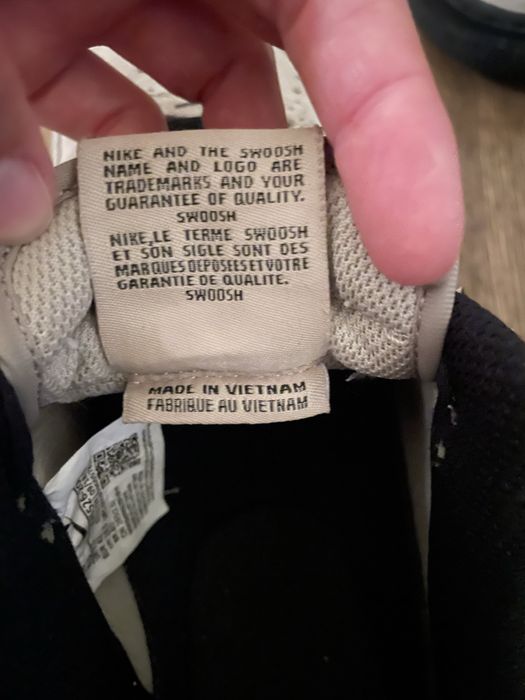 NIKE AND THE SWOOSH
NAME AND LOGO ARE
TRADEMARKS AND YOUR
GUARANTEE OF QUALITY.
SWOOSH
NIKE,LE TERME SWOOSH
ET SON SIGLE SONT DES
MARQUES DEPOSEES ET VOTRE
GARANTIE DE QUALITE.
SWOOSH
MADE IN VIETNAM
FABRIQUE AU VIETNAM